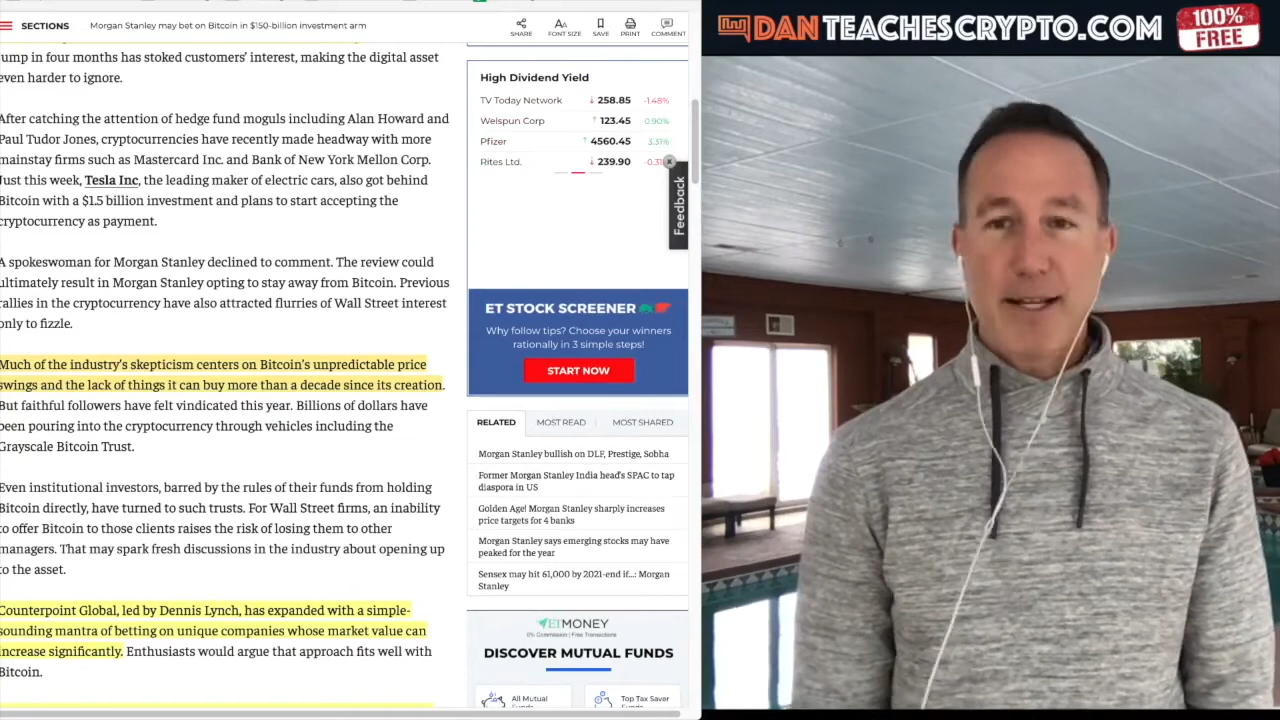 SECTIONS
Morgan Stanley may bet on Bitcoin in $150-billion investment arm
SHARE
AA
FONT SIZE
SAVE
PRINT
COMMENT
jump in four months has stoked customers' interest, making the digital asset
even harder to ignore.
After catching the attention of hedge fund moguls including Alan Howard and
Paul Tudor Jones, cryptocurrencies have recently made headway with more
mainstay firms such as Mastercard Inc. and Bank of New York Mellon Corp.
Just this week, Tesla Inc, the leading maker of electric cars, also got behind
Bitcoin with a $1.5 billion investment and plans to start accepting the
cryptocurrency as payment.
A spokeswoman for Morgan Stanley declined to comment. The review could
ultimately result in Morgan Stanley opting to stay away from Bitcoin. Previous
rallies in the cryptocurrency have also attracted flurries of Wall Street interest
only to fizzle.
Much of the industry's skepticism centers on Bitcoin's unpredictable price
swings and the lack of things it can buy more than a decade since its creation.
But faithful followers have felt vindicated this year. Billions of dollars have
been pouring into the cryptocurrency through vehicles including the
Grayscale Bitcoin Trust.
Even institutional investors, barred by the rules of their funds from holding
Bitcoin directly, have turned to such trusts. For Wall Street firms, an inability
to offer Bitcoin to those clients raises the risk of losing them to other
managers. That may spark fresh discussions in the industry about opening up
to the asset.
Counterpoint Global, led by Dennis Lynch, has expanded with a simple-
sounding mantra of betting on unique companies whose market value can
increase significantly. Enthusiasts would argue that approach fits well with
Bitcoin.
High Dividend Yield
TV Today Network 258.85 -1.48%
Welspun Corp 123.45 0.90%
Pfizer 4560.45 3.31%
Rites Ltd. 239.90
Feedback
ET STOCK SCREENER
Why follow tips? Choose your winners
rationally in 3 simple steps!
START NOW
RELATED
MOST READ
MOST SHARED
Morgan Stanley bullish on DLF, Prestige, Sobha
Former Morgan Stanley India head's SPAC to tap
diaspora in US
Golden Age! Morgan Stanley sharply increases
price targets for 4 banks
Morgan Stanley says emerging stocks may have
peaked for the year
Sensex may hit 61,000 by 2021-end if...: Morgan
Stanley
ETMONEY
0% Commission | Free Transactions
DISCOVER MUTUAL FUNDS
All Mutual
Funds
Top Tax Saver
Funds
DANTEACHESCRYPTO.COM
100%
FREE